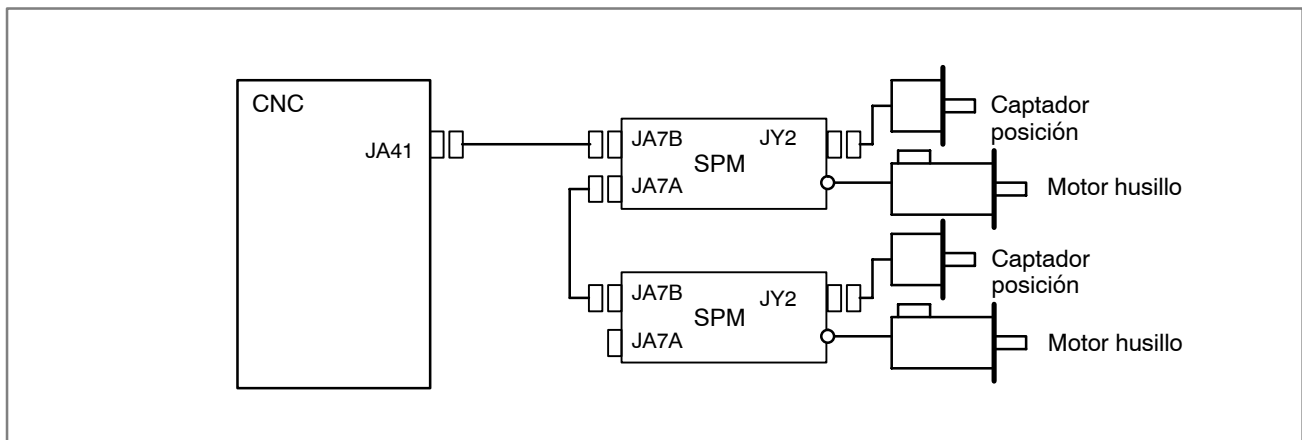 CNC
JA41
JA7B
JY2
SPM
JA7A
Captador
posición
Motor husillo
JA7B
JY2
SPM
JA7A
Captador
posición
Motor husillo